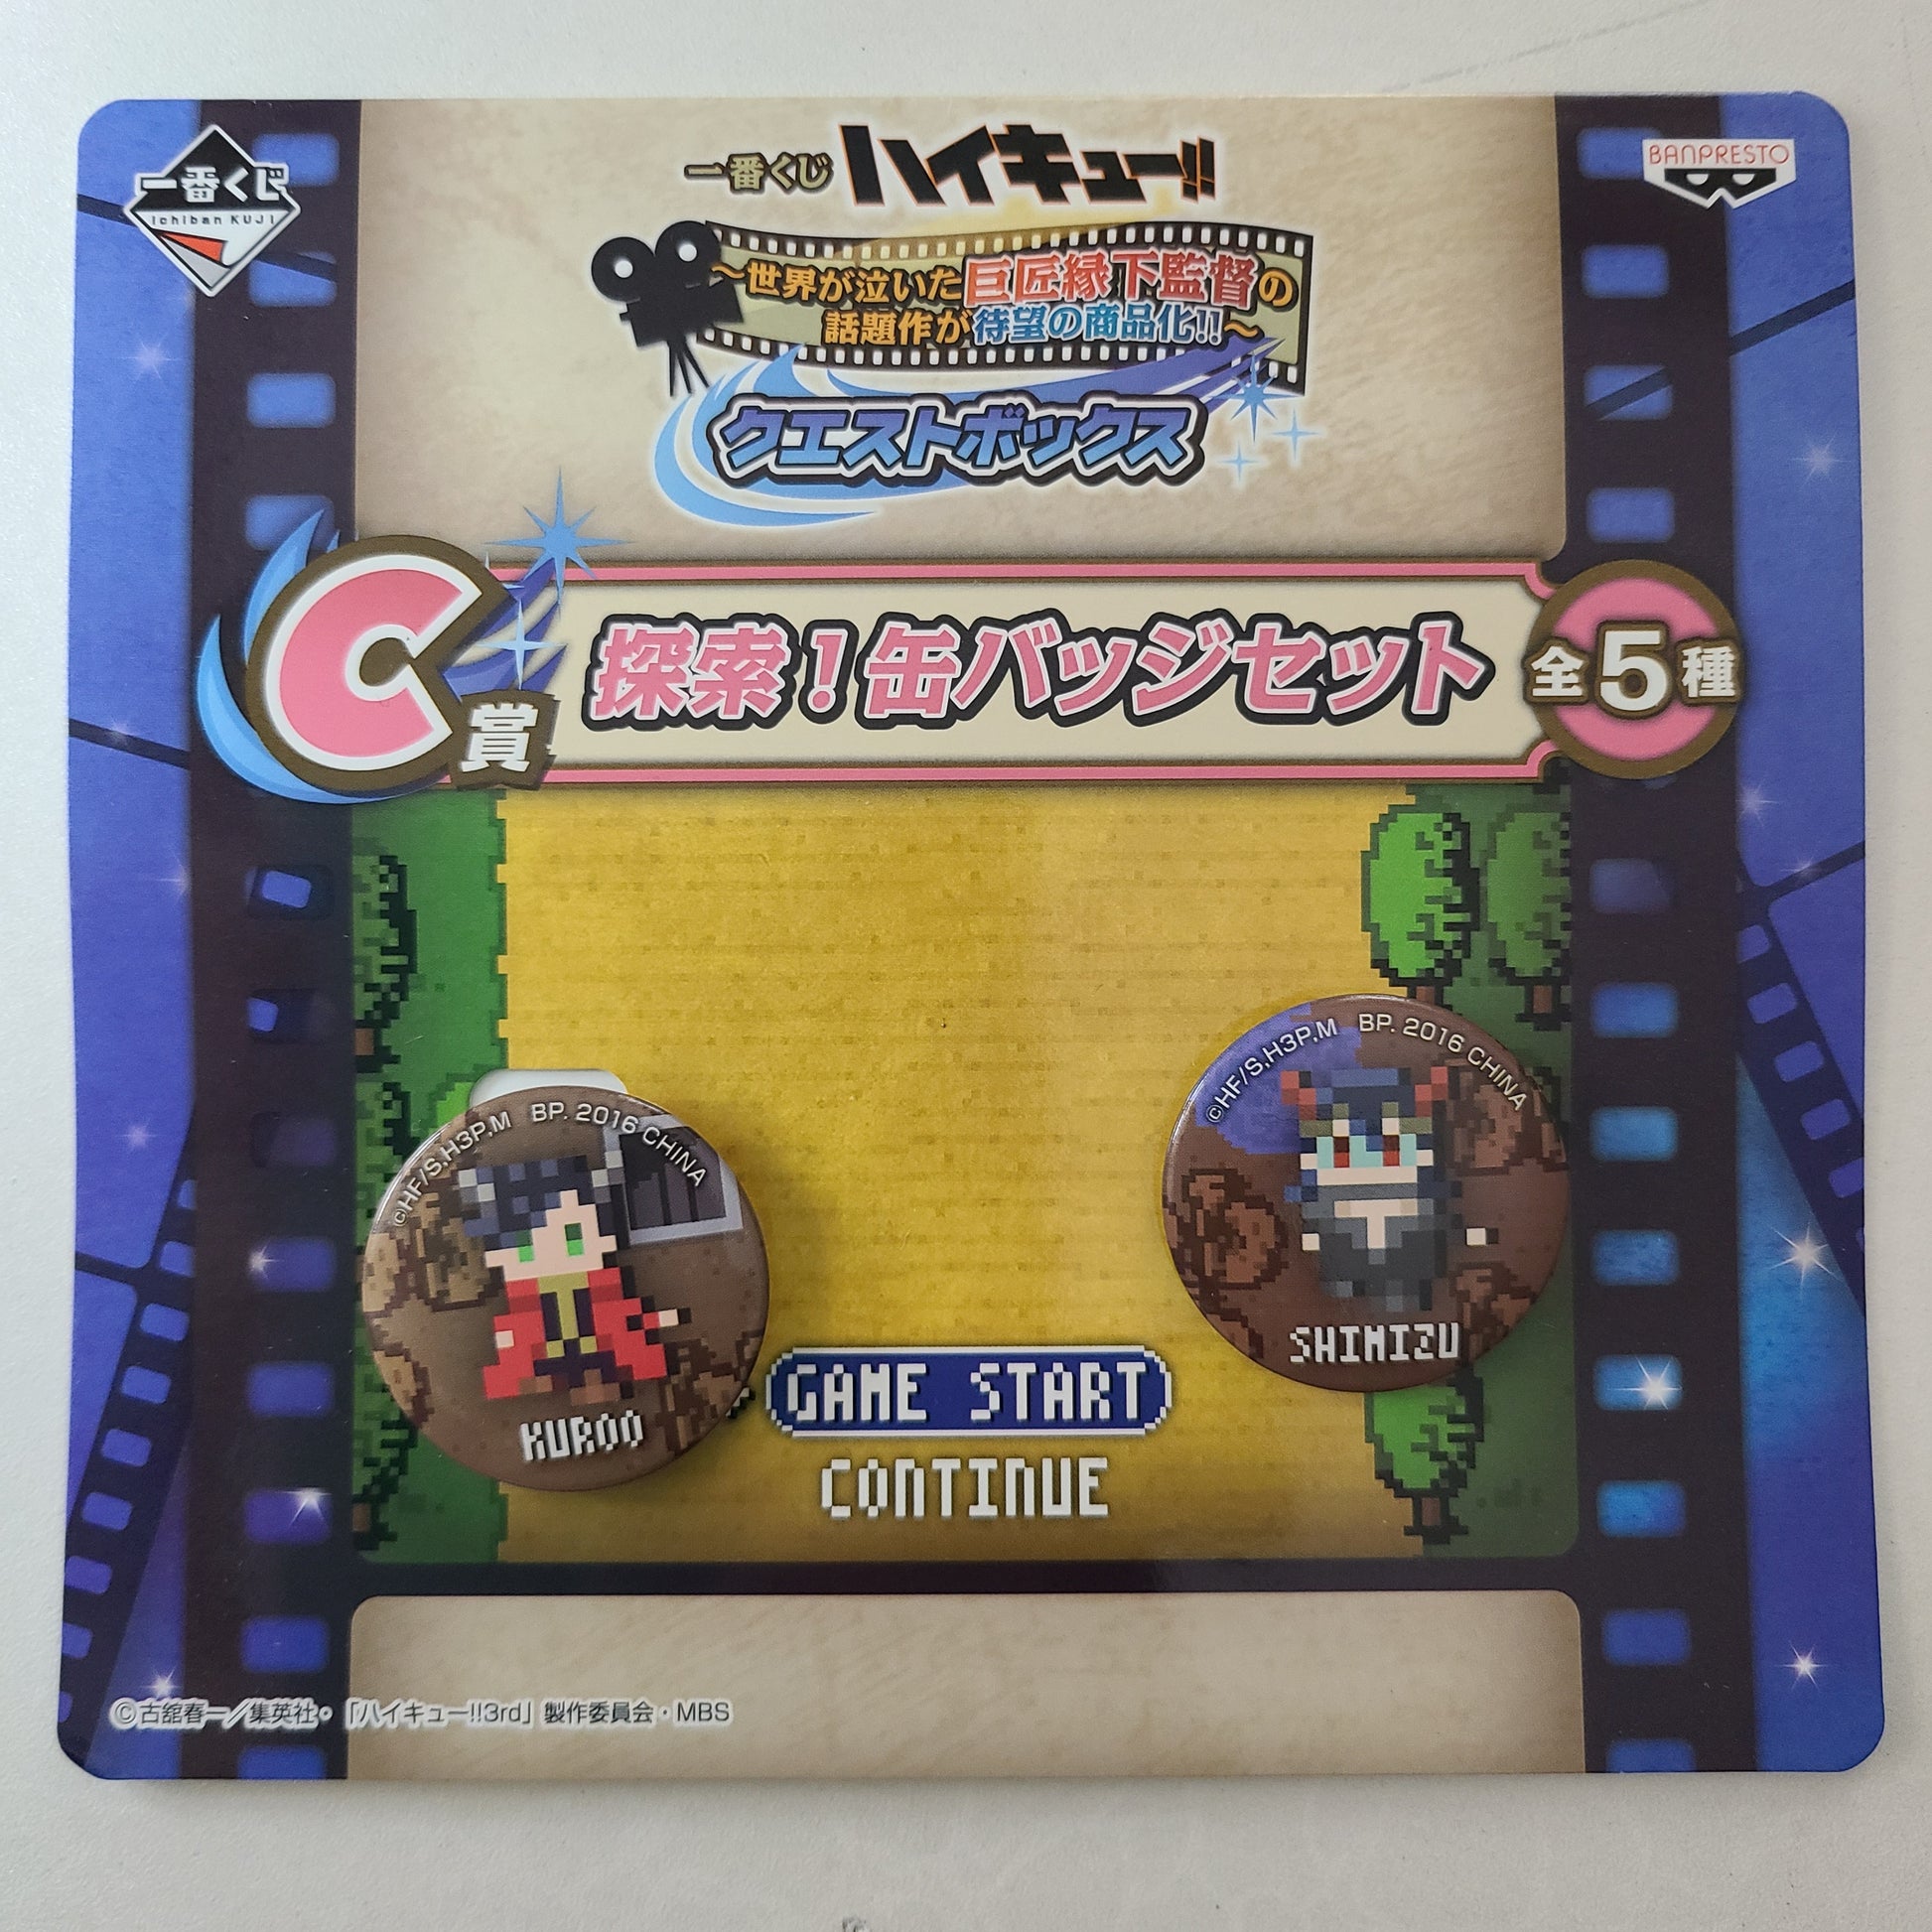 一番くじ
Ichiban KUJI
BANPRESTO
一番くじ ハイキュー!!
〜世界が泣いた巨匠縁下監督の
話題作が待望の商品化!!〜
クエストボックス
C賞
探索!缶バッジセット
全5種
©HF/S,H3P,M BP. 2016 CHINA
SHIMIZU
©HF/S,H3P,M BP. 2016 CHINA
KUROO
GAME START
CONTINUE
©古舘春一/集英社・「ハイキュー!!3rd」製作委員会・MBS